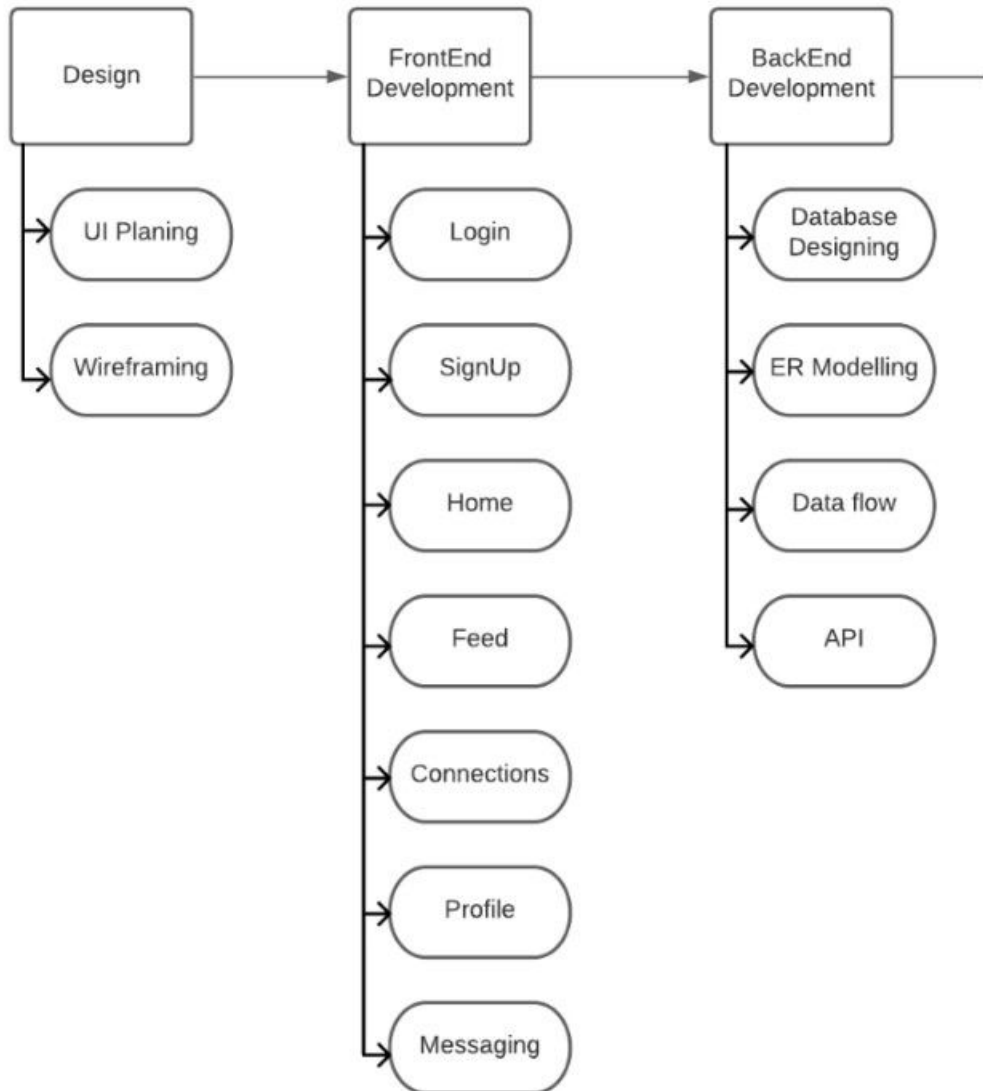 Design
FrontEnd
Development
BackEnd
Development
UI Planing
Wireframing
Login
SignUp
Home
Feed
Connections
Profile
Messaging
Database
Designing
ER Modelling
Data flow
API